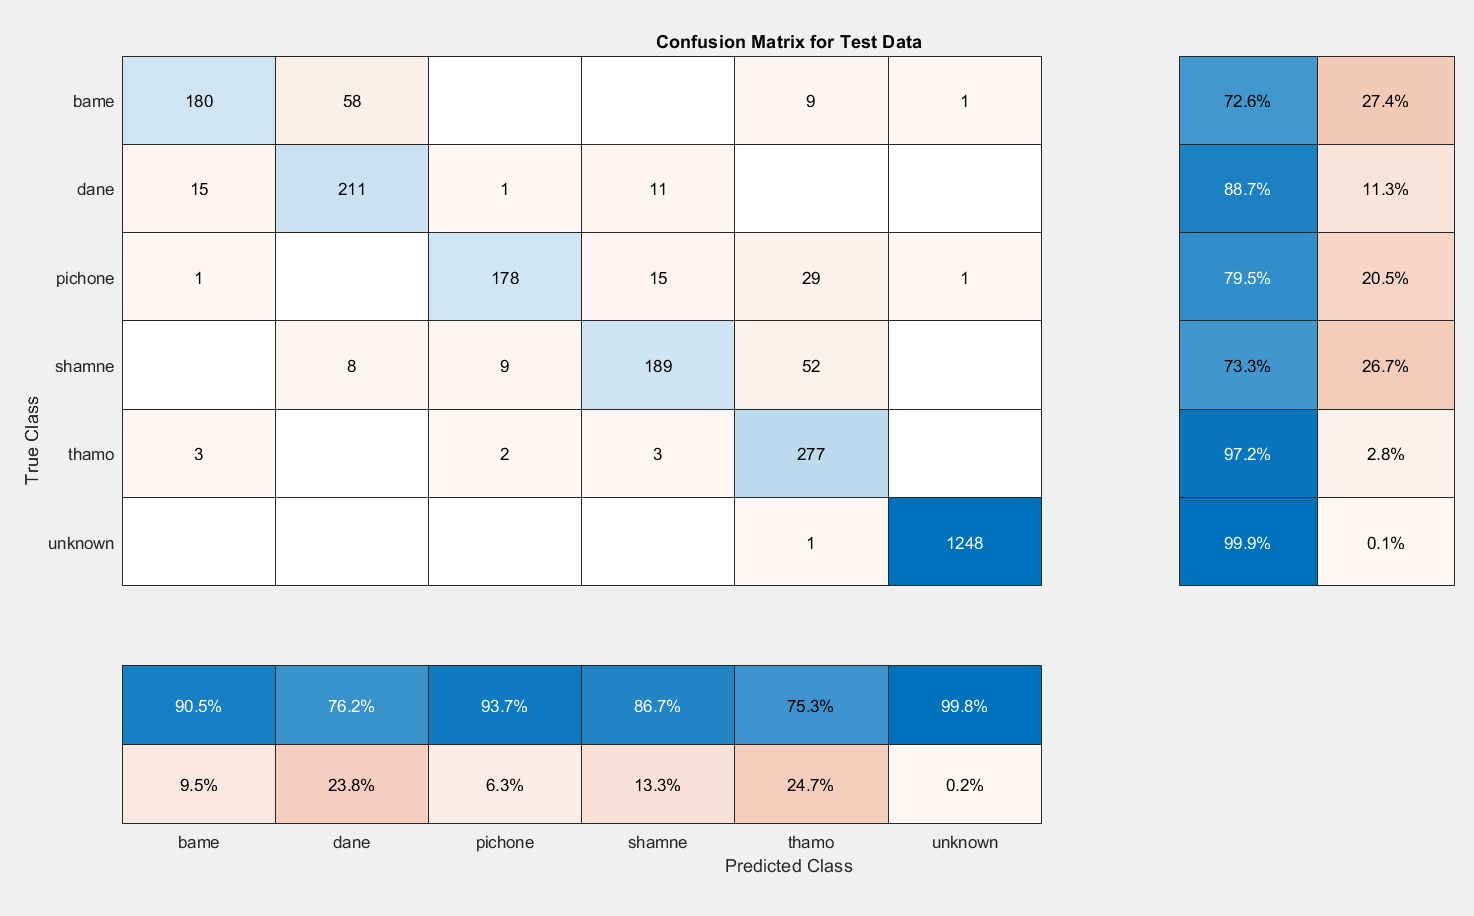 Confusion Matrix for Test Data
bame 180 58 9 1 72.6% 27.4%
dane 15 211 1 11 88.7% 11.3%
pichone 1 178 15 29 1 79.5% 20.5%
shamne 8 9 189 52 73.3% 26.7%
thamo 3 2 3 277 97.2% 2.8%
unknown 1 1248 99.9% 0.1%
True Class
90.5% 76.2% 93.7% 86.7% 75.3% 99.8%
9.5% 23.8% 6.3% 13.3% 24.7% 0.2%
bame dane pichone shamne thamo unknown
Predicted Class